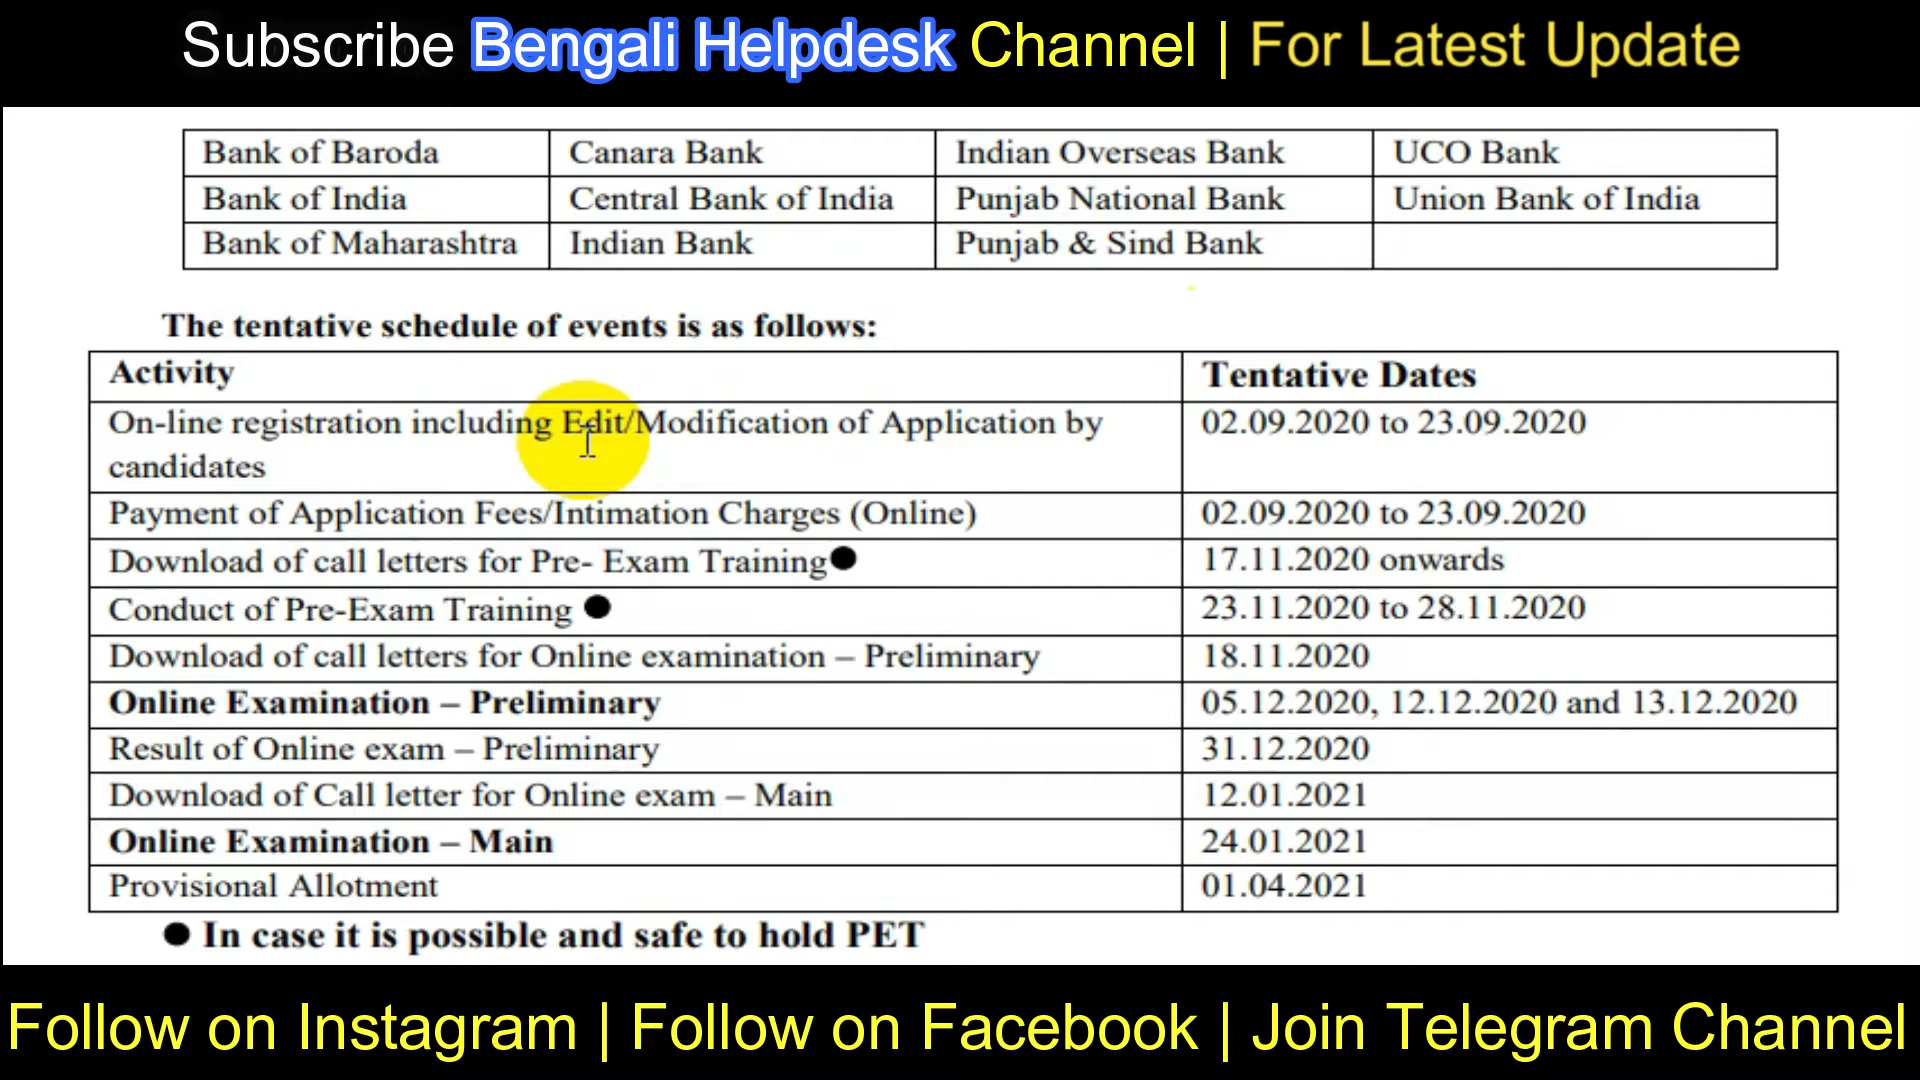 Subscribe Bengali Helpdesk Channel | For Latest Update
Bank of Baroda Canara Bank Indian Overseas Bank UCO Bank
Bank of India Central Bank of India Punjab National Bank Union Bank of India
Bank of Maharashtra Indian Bank Punjab & Sind Bank
The tentative schedule of events is as follows:
Activity Tentative Dates
On-line registration including Edit/Modification of Application by 02.09.2020 to 23.09.2020
candidates
Payment of Application Fees/Intimation Charges (Online) 02.09.2020 to 23.09.2020
Download of call letters for Pre- Exam Training● 17.11.2020 onwards
Conduct of Pre-Exam Training ● 23.11.2020 to 28.11.2020
Download of call letters for Online examination – Preliminary 18.11.2020
Online Examination – Preliminary 05.12.2020, 12.12.2020 and 13.12.2020
Result of Online exam – Preliminary 31.12.2020
Download of Call letter for Online exam – Main 12.01.2021
Online Examination – Main 24.01.2021
Provisional Allotment 01.04.2021
● In case it is possible and safe to hold PET
Follow on Instagram | Follow on Facebook | Join Telegram Channel